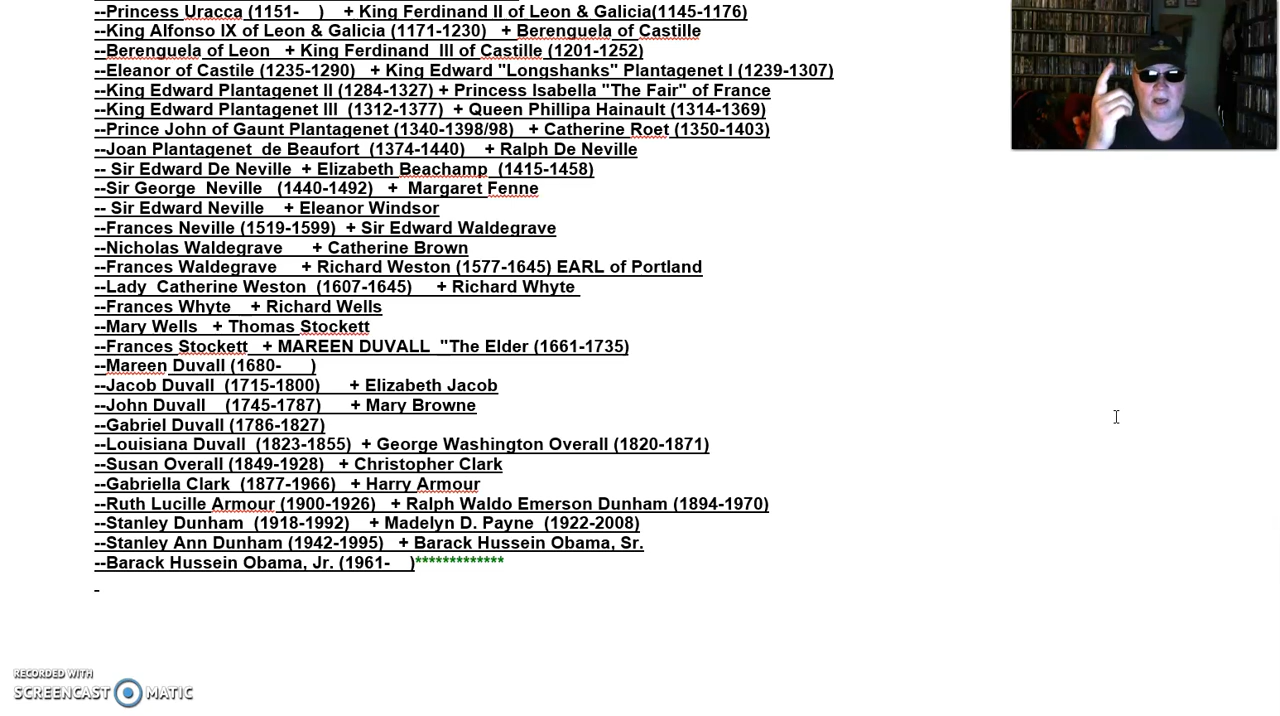 --Princess Uracca (1151-    )    + King Ferdinand II of Leon & Galicia(1145-1176)
--King Alfonso IX of Leon & Galicia (1171-1230)   + Berenguela of Castille
--Berenguela of Leon   + King Ferdinand  III of Castille (1201-1252)
--Eleanor of Castile (1235-1290)   + King Edward "Longshanks" Plantagenet I (1239-1307)
--King Edward Plantagenet II (1284-1327) + Princess Isabella "The Fair" of France
--King Edward Plantagenet III   (1312-1377)  + Queen Phillipa Hainault (1314-1369)
--Prince John of Gaunt Plantagenet (1340-1398/98)   + Catherine Roet (1350-1403)
--Joan Plantagenet  de Beaufort  (1374-1440)    + Ralph De Neville
-- Sir Edward De Neville  + Elizabeth Beachamp  (1415-1458)
--Sir George  Neville   (1440-1492)   +  Margaret Fenne
-- Sir Edward Neville    + Eleanor Windsor
--Frances Neville (1519-1599)  + Sir Edward Waldegrave
--Nicholas Waldegrave      + Catherine Brown
--Frances Waldegrave     + Richard Weston (1577-1645) EARL of Portland
--Lady  Catherine Weston  (1607-1645)     + Richard Whyte
--Frances Whyte    + Richard Wells
--Mary Wells   + Thomas Stockett
--Frances Stockett   + MAREEN DUVALL  "The Elder (1661-1735)
--Mareen Duvall (1680-      )
--Jacob Duvall  (1715-1800)      + Elizabeth Jacob
--John Duvall    (1745-1787)      + Mary Browne
--Gabriel Duvall (1786-1827)
--Louisiana Duvall  (1823-1855)  + George Washington Overall (1820-1871)
--Susan Overall (1849-1928)   + Christopher Clark
--Gabriella Clark  (1877-1966)   + Harry Armour
--Ruth Lucille Armour (1900-1926)   + Ralph Waldo Emerson Dunham (1894-1970)
--Stanley Dunham  (1918-1992)    + Madelyn D. Payne  (1922-2008)
--Stanley Ann Dunham (1942-1995)   + Barack Hussein Obama, Sr.
--Barack Hussein Obama, Jr. (1961-    )*************
-
RECORDED WITH
SCREENCAST MATIC